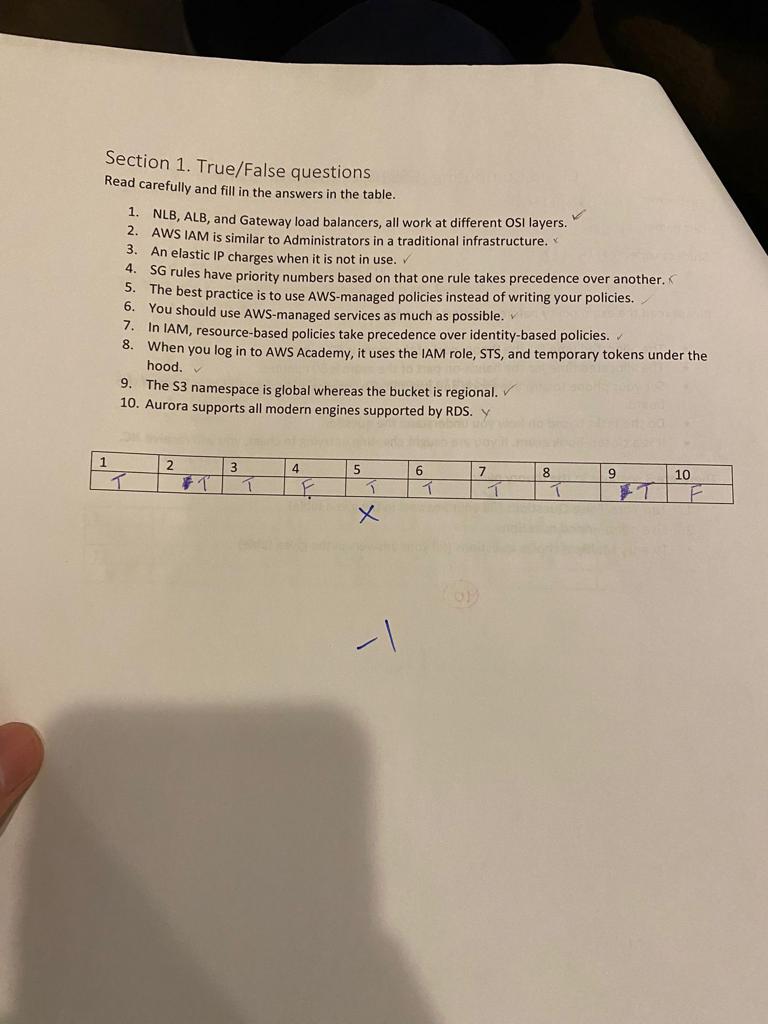 Section 1. True/False questions
Read carefully and fill in the answers in the table.
1. NLB, ALB, and Gateway load balancers, all work at different OSI layers. ✓
2. AWS IAM is similar to Administrators in a traditional infrastructure.
3. An elastic IP charges when it is not in use. ✓
4. SG rules have priority numbers based on that one rule takes precedence over another.
5. The best practice is to use AWS-managed policies instead of writing your policies.
6. You should use AWS-managed services as much as possible. ✓
7. In IAM, resource-based policies take precedence over identity-based policies. ✓
8. When you log in to AWS Academy, it uses the IAM role, STS, and temporary tokens under the
hood. ✓
9. The S3 namespace is global whereas the bucket is regional. ✓
10. Aurora supports all modern engines supported by RDS.
1 2 3 4 5 6 7 8 9 10
T T T F T T T T T F
X
-1